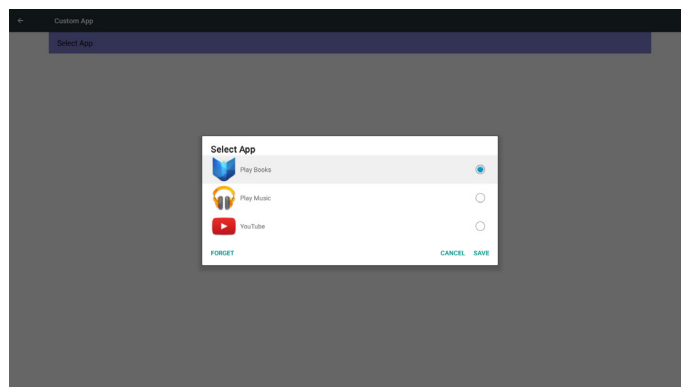 Custom App
Select App
Select App
Play Books
Play Music
YouTube
FORGET CANCEL SAVE